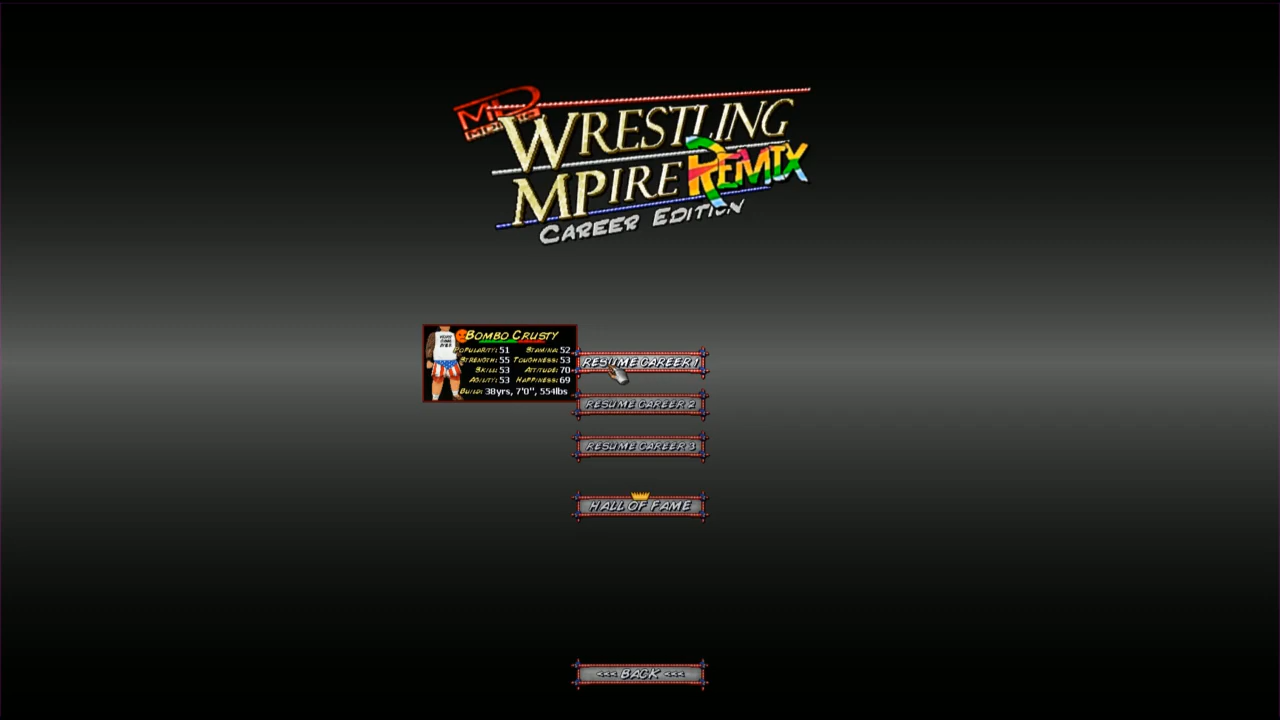 WRESTLING
MPIRE REMIX
CAREER EDITION
BOMBO CRUSTY
POPULARITY: 51 STAMINA: 52
STRENGTH: 55 TOUGHNESS: 53
SKILL: 53 ATTITUDE: 70
AGILITY: 53 HAPPINESS: 69
BUILD: 38yrs, 7'0", 554lbs
RESUME CAREER 1
RESUME CAREER 2
RESUME CAREER 3
HALL OF FAME
<<< BACK <<<